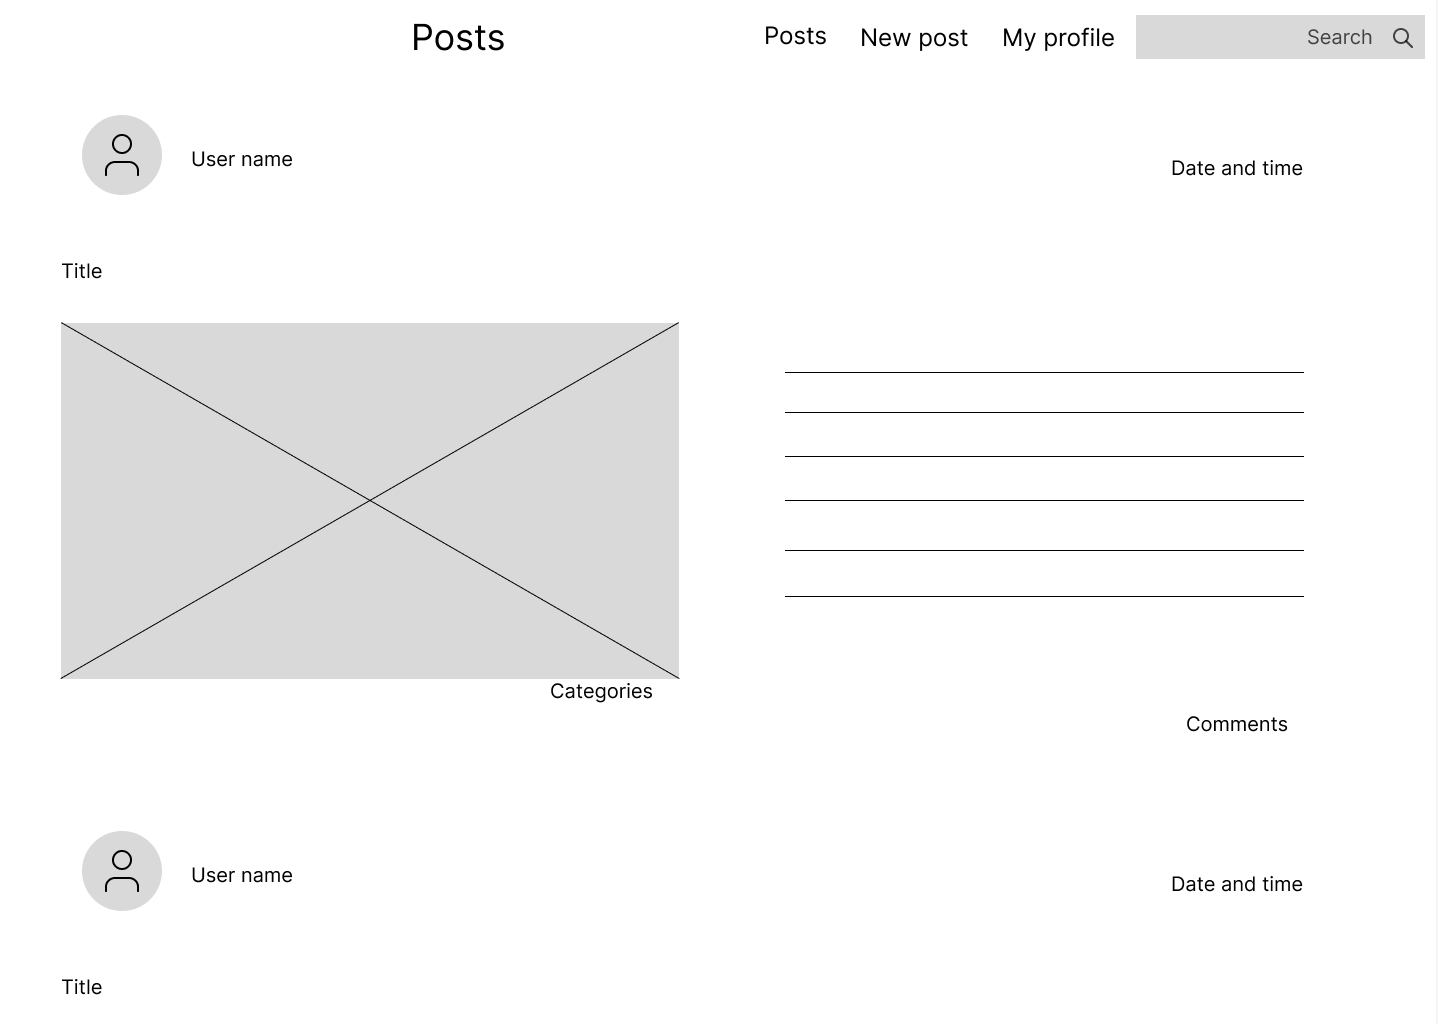 Posts
Posts
New post
My profile
Search
User name
Date and time
Title
Categories
Comments
User name
Date and time
Title